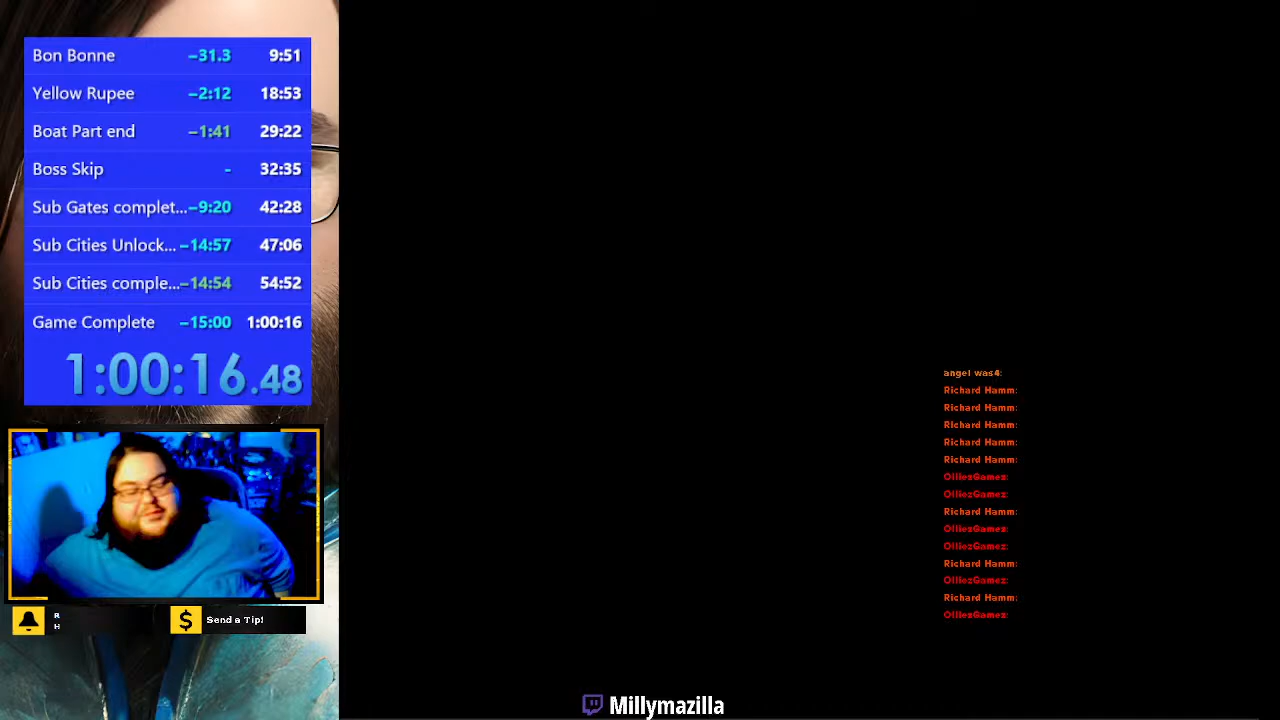 Bon Bonne −31.3 9:51
Yellow Rupee −2:12 18:53
Boat Part end −1:41 29:22
Boss Skip - 32:35
Sub Gates complet... −9:20 42:28
Sub Cities Unlock... −14:57 47:06
Sub Cities comple... −14:54 54:52
Game Complete −15:00 1:00:16
1:00:16.48
angel was4:
Richard Hamm:
Richard Hamm:
Richard Hamm:
Richard Hamm:
Richard Hamm:
OlliezGamez:
OlliezGamez:
Richard Hamm:
OlliezGamez:
OlliezGamez:
Richard Hamm:
OlliezGamez:
Richard Hamm:
OlliezGamez:
R
H
$ Send a Tip!
Millymazilla